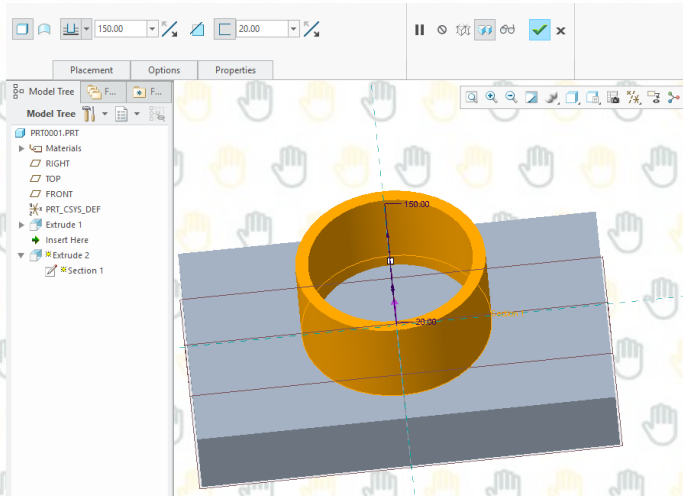 150.00
20.00
Placement
Options
Properties
Model Tree
F...
F...
Model Tree
PRT0001.PRT
Materials
RIGHT
TOP
FRONT
PRT_CSYS_DEF
Extrude 1
Insert Here
Extrude 2
Section 1
150.00
20.00